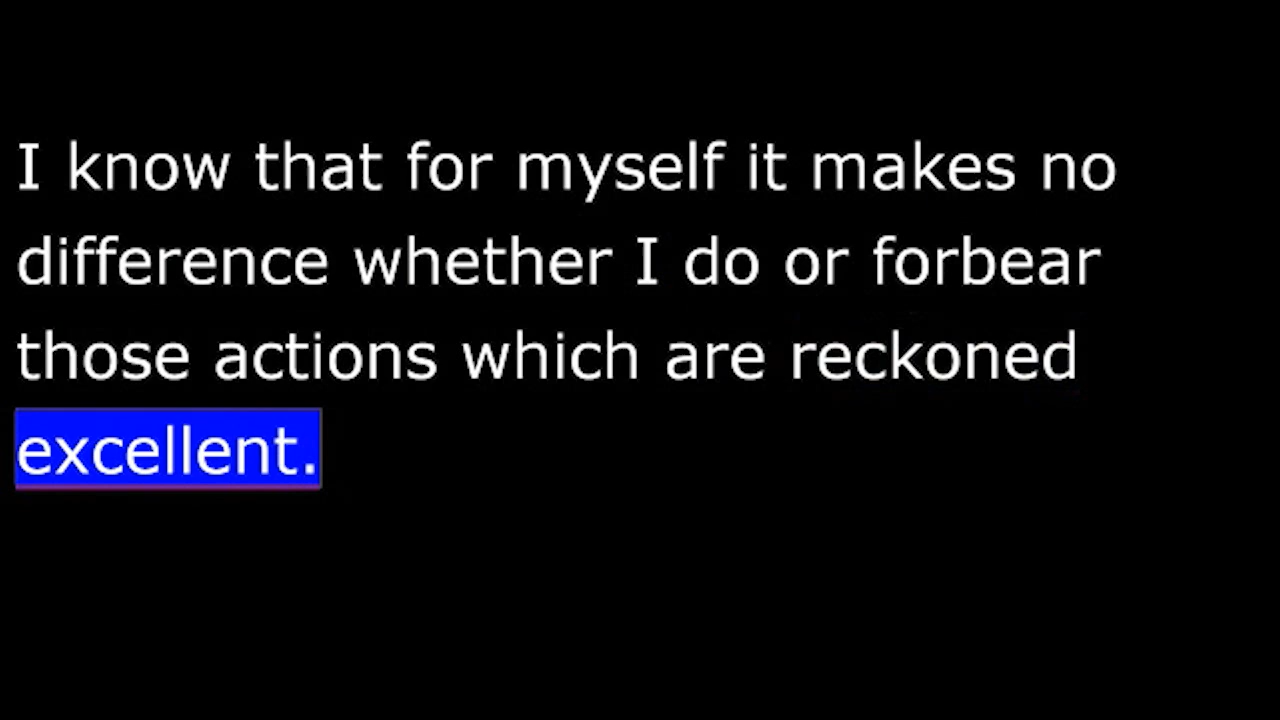 I know that for myself it makes no
difference whether I do or forbear
those actions which are reckoned
excellent.